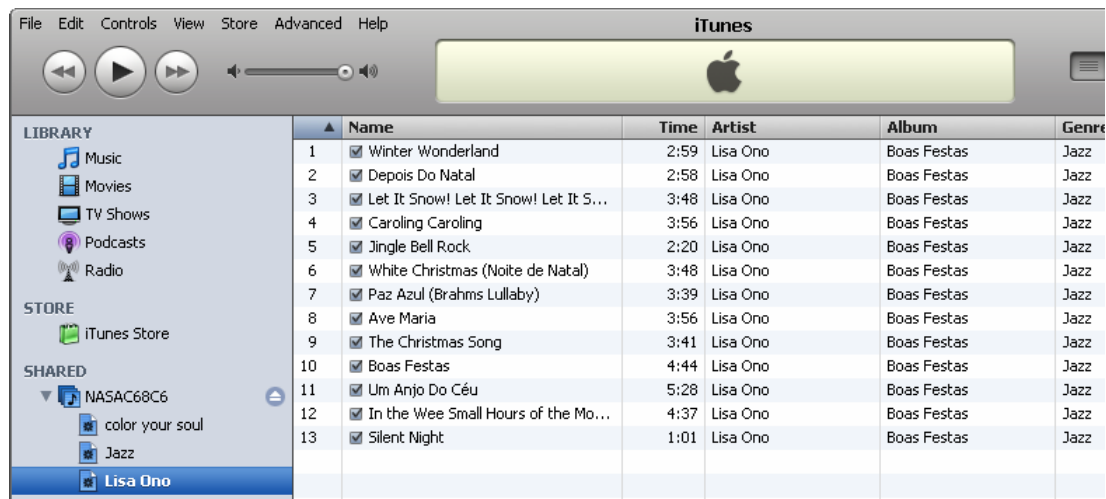 File Edit Controls View Store Advanced Help
iTunes
LIBRARY
Music
Movies
TV Shows
Podcasts
Radio
STORE
iTunes Store
SHARED
NASAC68C6
color your soul
Jazz
Lisa Ono
Name Time Artist Album Genre
1 Winter Wonderland 2:59 Lisa Ono Boas Festas Jazz
2 Depois Do Natal 2:58 Lisa Ono Boas Festas Jazz
3 Let It Snow! Let It Snow! Let It S... 3:48 Lisa Ono Boas Festas Jazz
4 Caroling Caroling 3:56 Lisa Ono Boas Festas Jazz
5 Jingle Bell Rock 2:20 Lisa Ono Boas Festas Jazz
6 White Christmas (Noite de Natal) 3:48 Lisa Ono Boas Festas Jazz
7 Paz Azul (Brahms Lullaby) 3:39 Lisa Ono Boas Festas Jazz
8 Ave Maria 3:56 Lisa Ono Boas Festas Jazz
9 The Christmas Song 3:41 Lisa Ono Boas Festas Jazz
10 Boas Festas 4:44 Lisa Ono Boas Festas Jazz
11 Um Anjo Do Céu 5:28 Lisa Ono Boas Festas Jazz
12 In the Wee Small Hours of the Mo... 4:37 Lisa Ono Boas Festas Jazz
13 Silent Night 1:01 Lisa Ono Boas Festas Jazz